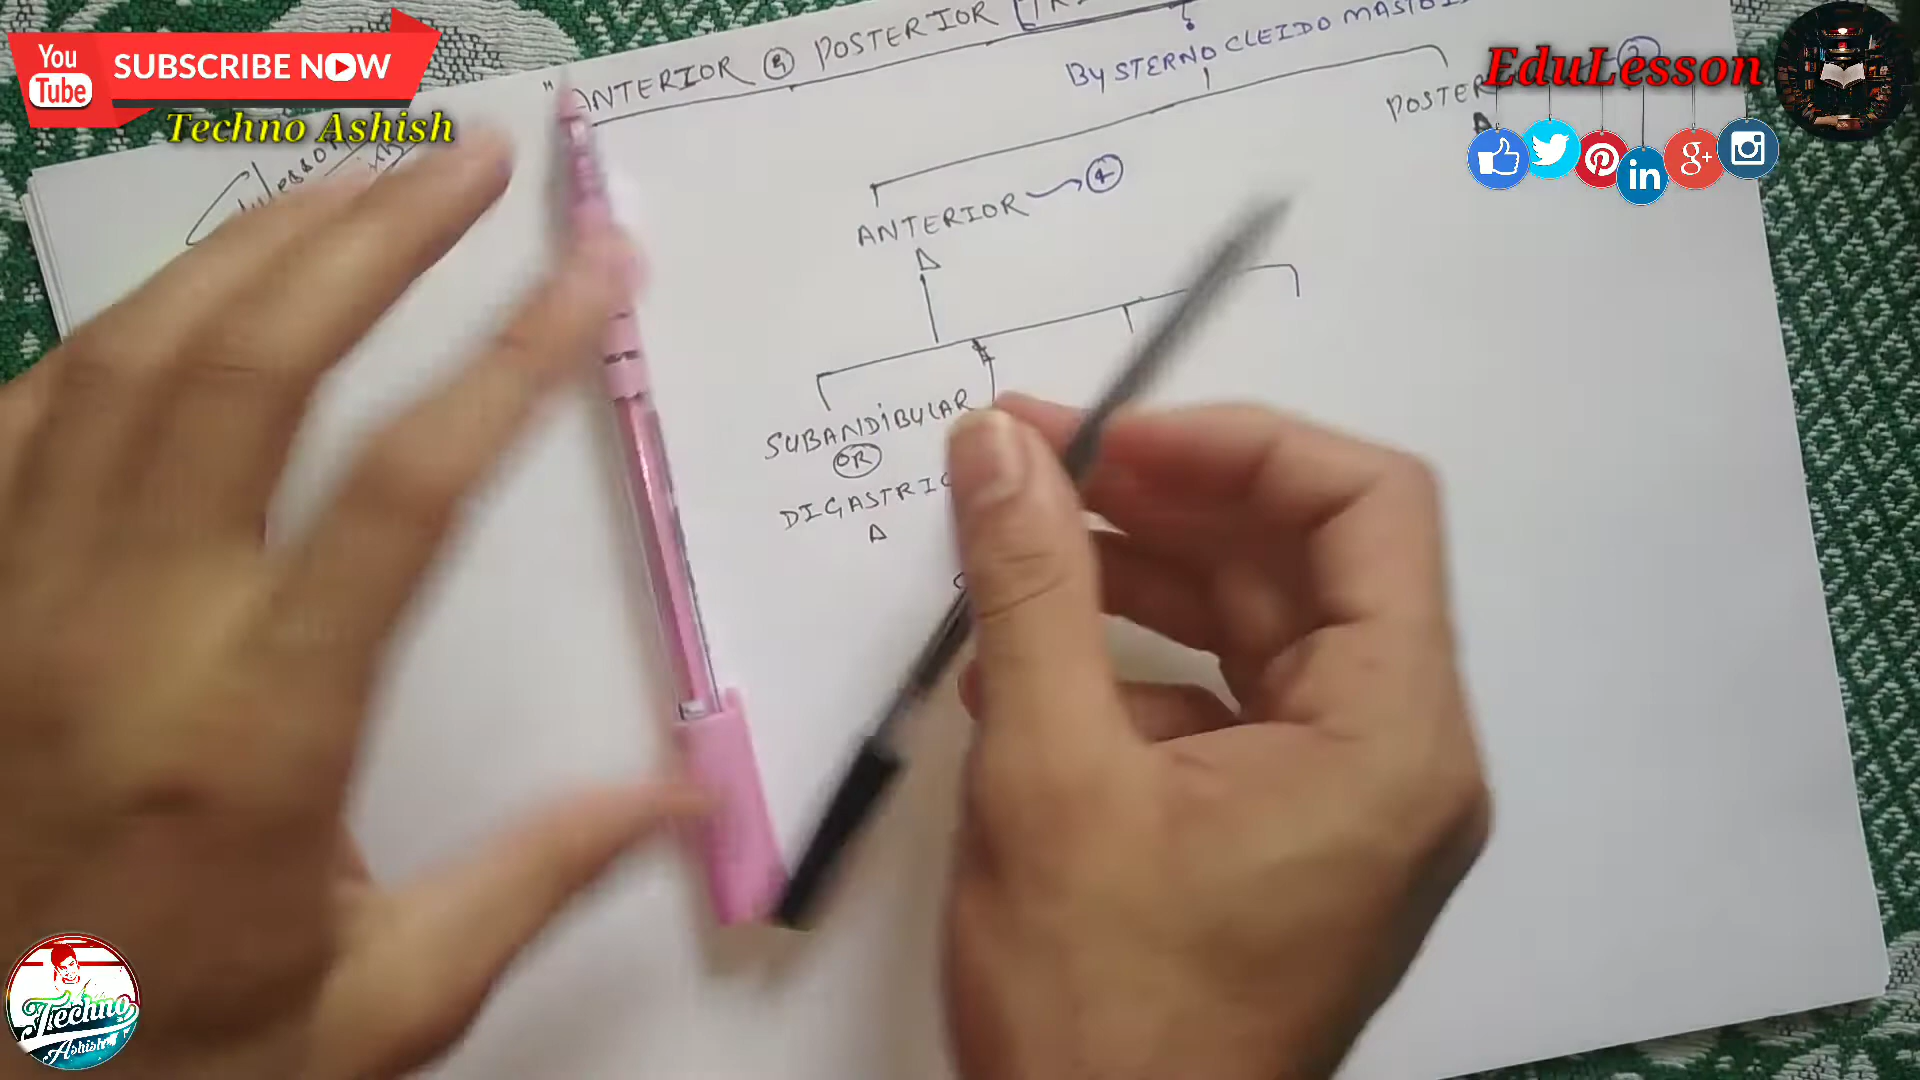 You
Tube
SUBSCRIBE NOW
Techno Ashish
EduLesson
in
g+
"ANTERIOR & POSTERIOR
BY STERNO CLEIDO MASTOI
POSTER
ANTERIOR 4
SUBANDIBULAR
OR
DIGASTRIC
Techno
Ashish